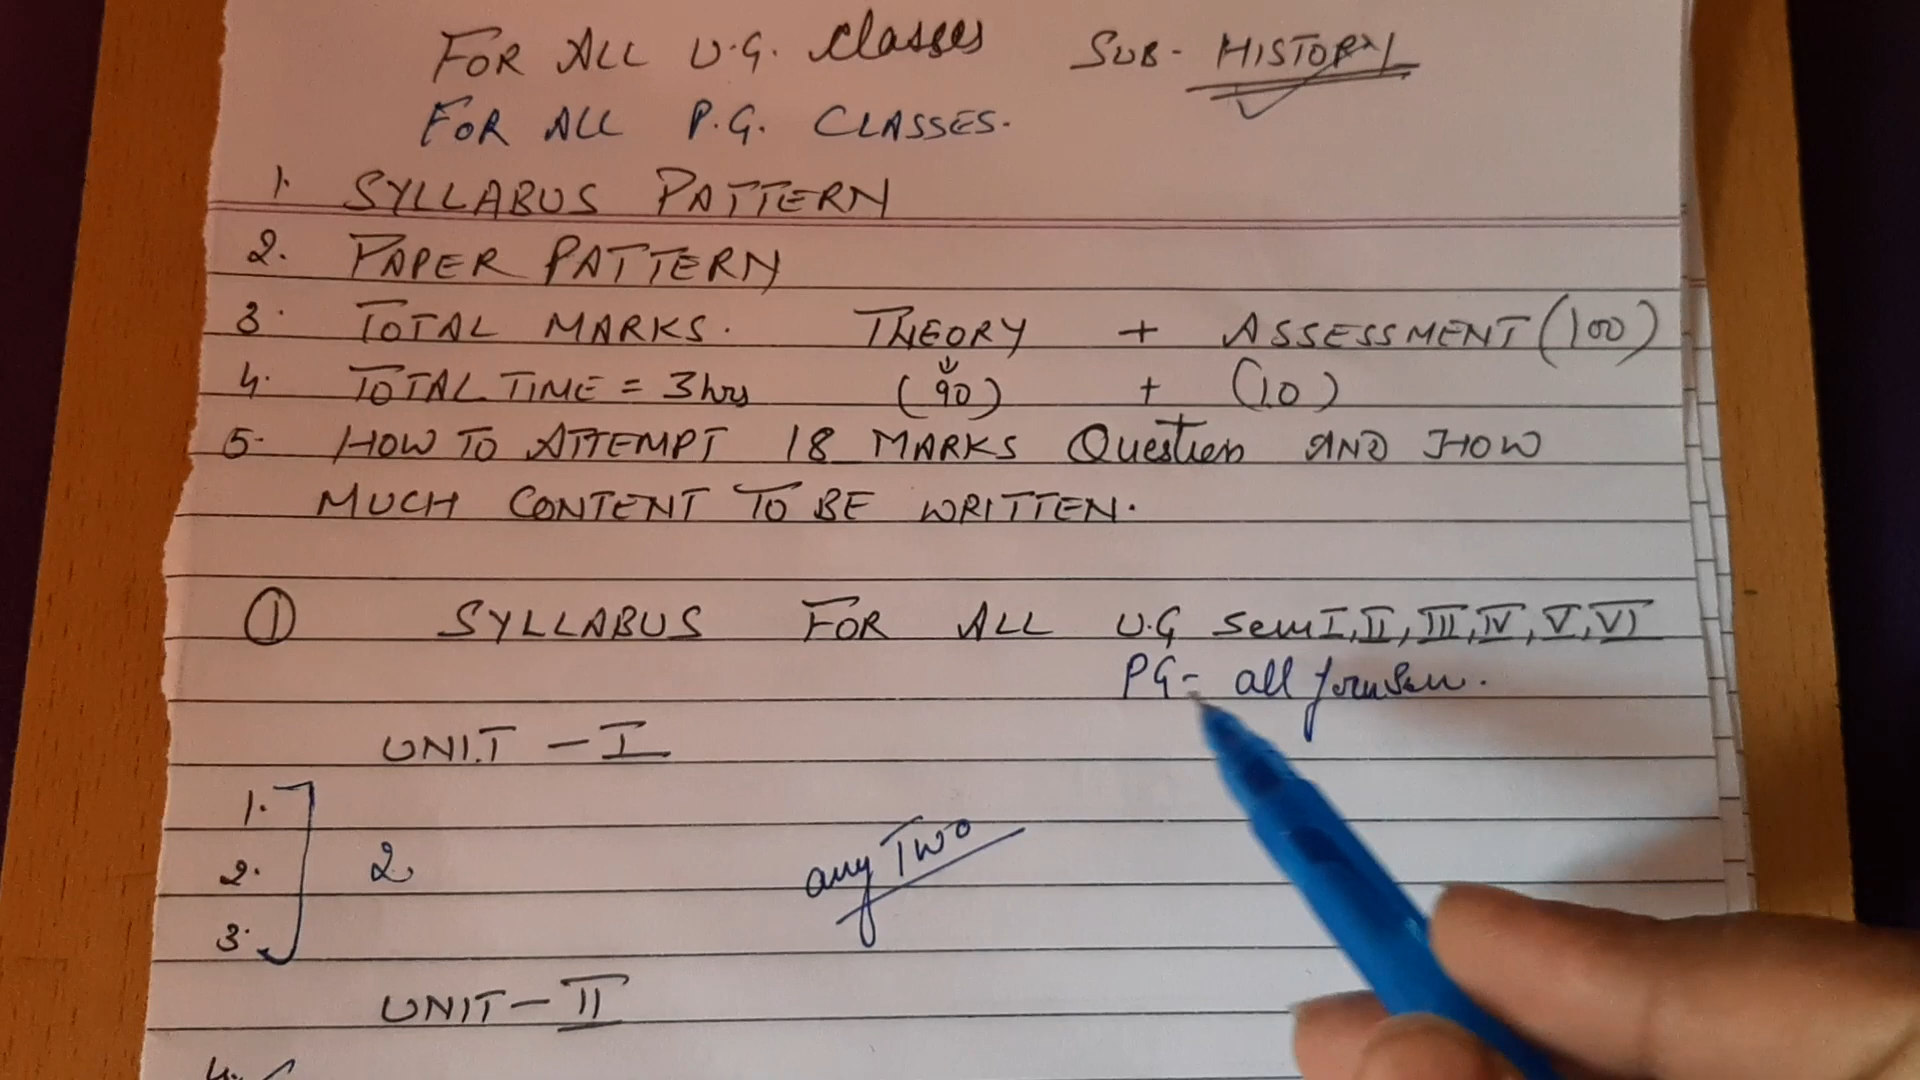 FOR ALL U.G. Classes SUB- HISTORY
FOR ALL P.G. CLASSES.
1. SYLLABUS PATTERN
2. PAPER PATTERN
3. TOTAL MARKS. THEORY + ASSESSMENT (100)
4. TOTAL TIME = 3 hrs (90) + (10)
5. HOW TO ATTEMPT 18 MARKS Question AND HOW
MUCH CONTENT TO BE WRITTEN.
① SYLLABUS FOR ALL U.G Sem I, II, III, IV, V, VI
PG- all four Sem.
UNIT - I
1.
2. 2. any Two
3.
UNIT - II
4.